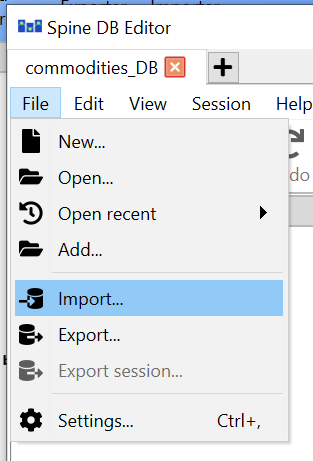 Spine DB Editor
commodities_DB
File Edit View Session Help
New...
Open...
Open recent
Add...
Import...
Export...
Export session...
Settings... Ctrl+,
do